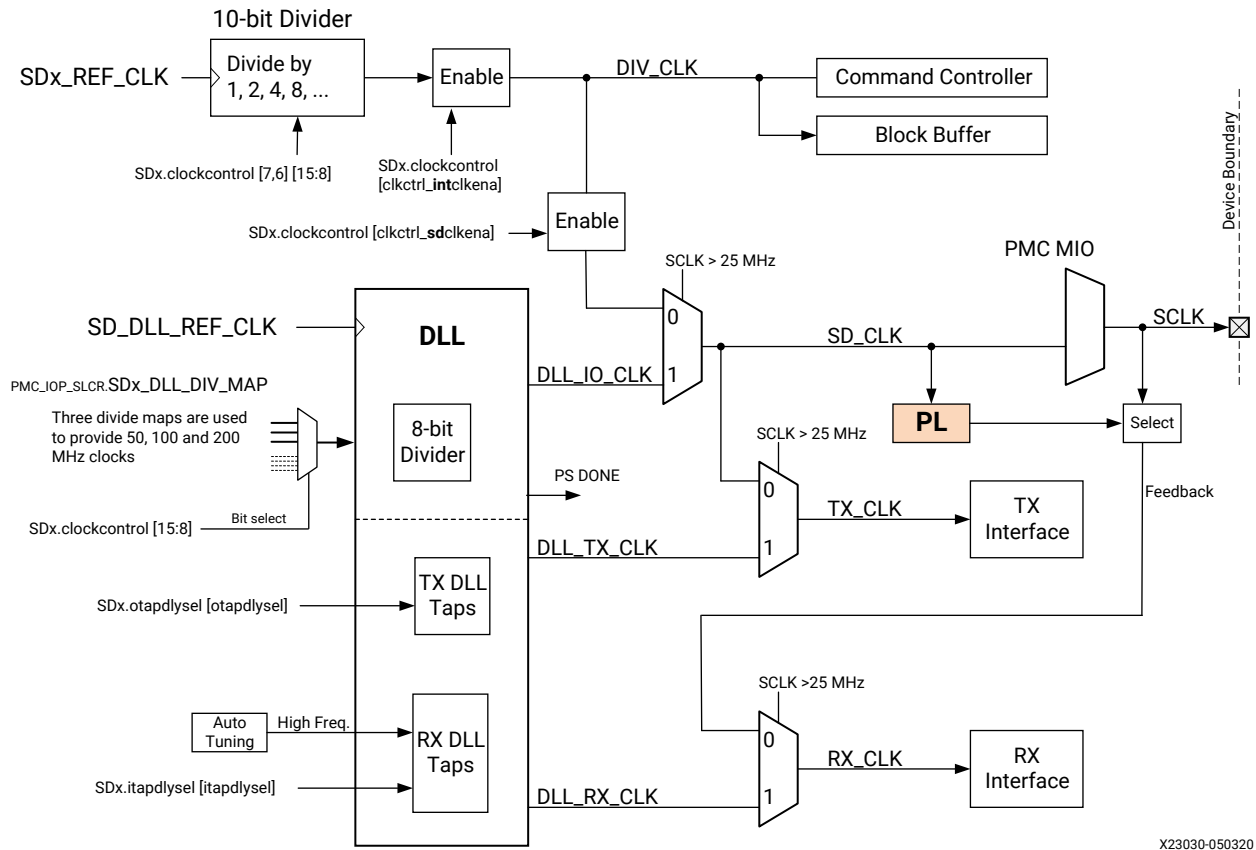 10-bit Divider
SDx_REF_CLK
Divide by
1, 2, 4, 8, ...
Enable
DIV_CLK
Command Controller
Block Buffer
Device Boundary
SDx.clockcontrol [7,6] [15:8]
SDx.clockcontrol
[clkctrl_intclkena]
SDx.clockcontrol [clkctrl_sdclkena]
Enable
SCLK > 25 MHz
PMC MIO
0
1
SD_CLK
SCLK
SD_DLL_REF_CLK
DLL
DLL_IO_CLK
PMC_IOP_SLCR.SDx_DLL_DIV_MAP
Three divide maps are used
to provide 50, 100 and 200
MHz clocks
8-bit
Divider
PL
Select
Feedback
SCLK > 25 MHz
PS DONE
SDx.clockcontrol [15:8]
Bit select
0
1
TX_CLK
TX
Interface
DLL_TX_CLK
SDx.otapdlysel [otapdlysel]
TX DLL
Taps
SCLK >25 MHz
Auto
Tuning
High Freq.
RX DLL
Taps
0
1
RX_CLK
RX
Interface
SDx.itapdlysel [itapdlysel]
DLL_RX_CLK
X23030-050320